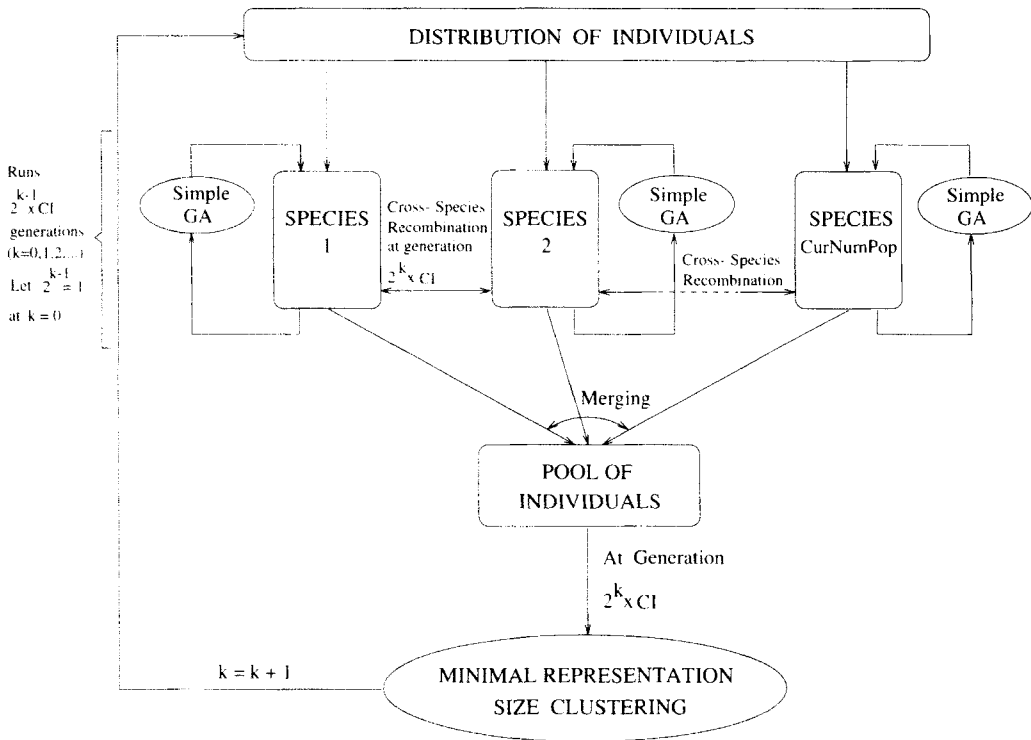 DISTRIBUTION OF INDIVIDUALS
Runs
2^{k-1} x CI
generations
(k=0,1,2,...)
Let 2^{k-1} = 1
at k = 0
Simple
GA
SPECIES
1
Cross- Species
Recombination
at generation
2^k x CI
SPECIES
2
Simple
GA
Cross- Species
Recombination
SPECIES
CurNumPop
Simple
GA
Merging
POOL OF
INDIVIDUALS
At Generation
2^k x CI
k = k + 1
MINIMAL REPRESENTATION
SIZE CLUSTERING